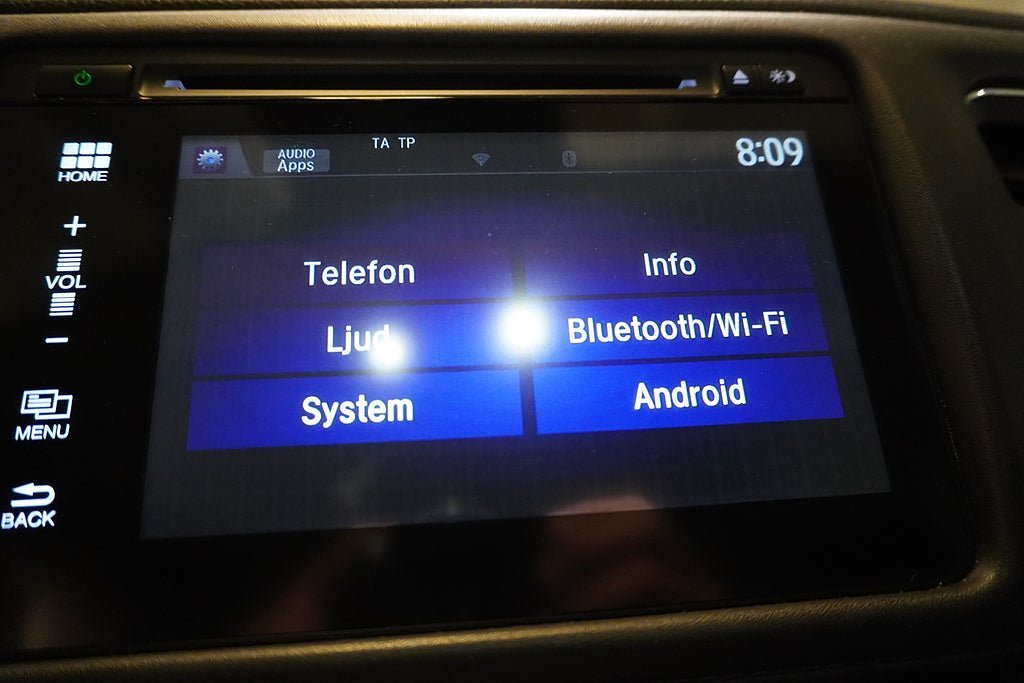 AUDIO
Apps
TA TP
8:09
HOME
+
VOL
−
MENU
BACK
Telefon
Info
Ljud
Bluetooth/Wi-Fi
System
Android